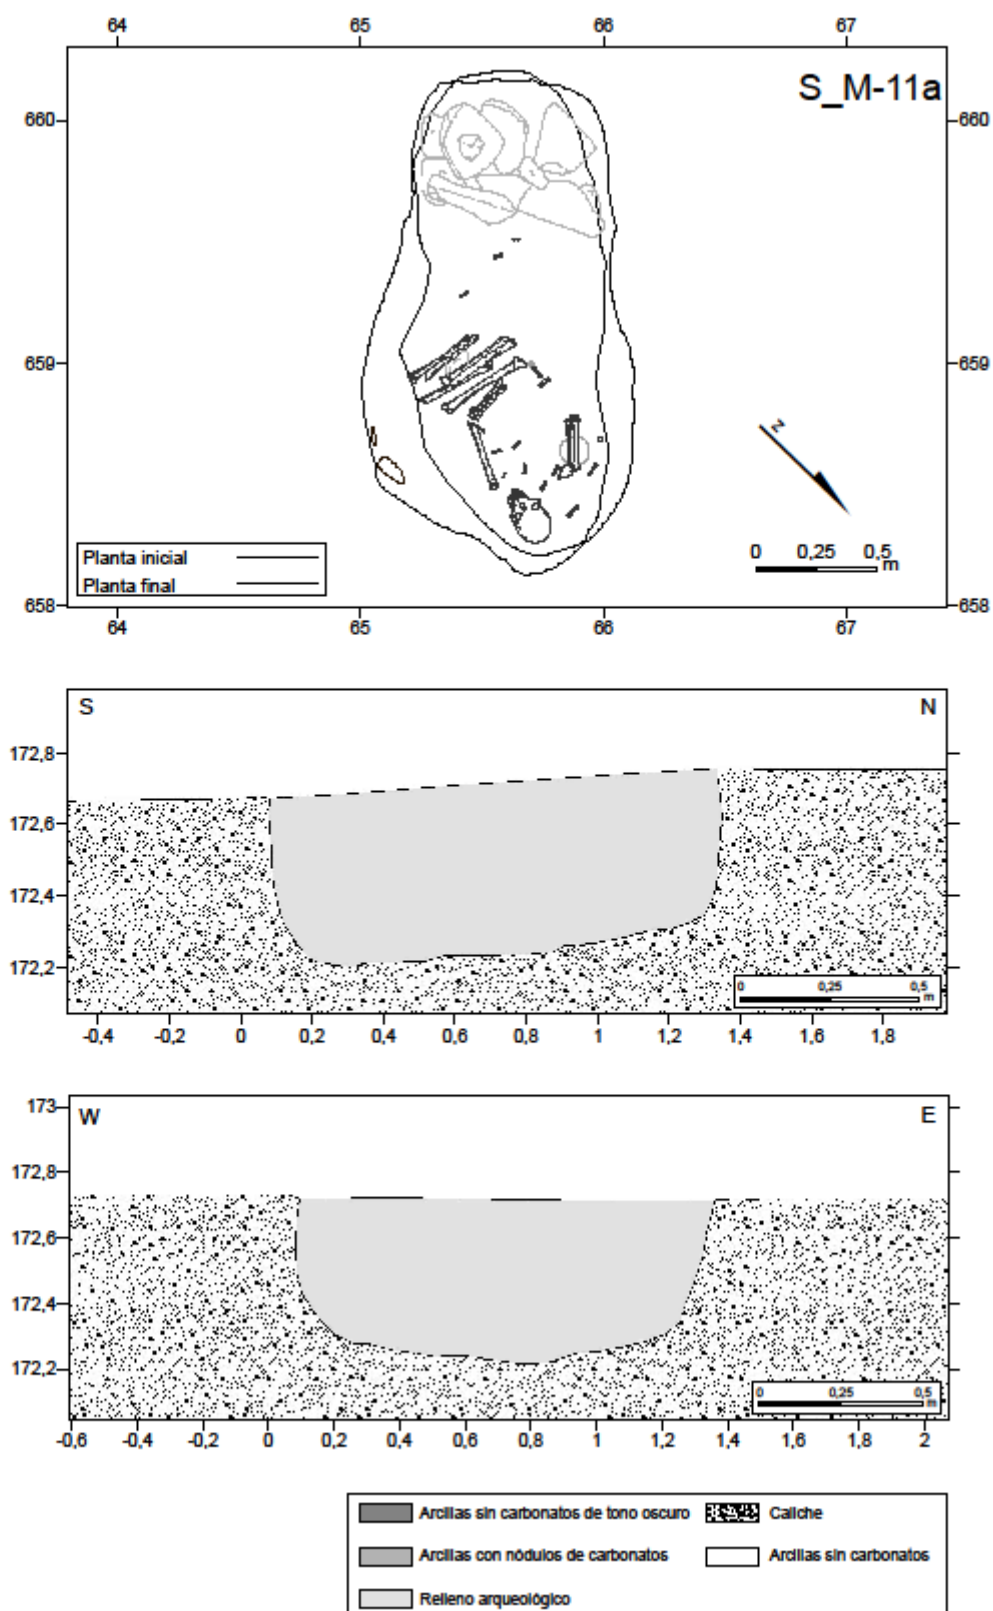 64 65 66 67
S_M-11a
660 660
659 659
z
Planta inicial
Planta final
0 0,25 0,5
m
658 658
64 65 66 67
S N
172,8
172,6
172,4
172,2
0 0,25 0,5
m
-0,4 -0,2 0 0,2 0,4 0,6 0,8 1 1,2 1,4 1,6 1,8
173
W E
172,8
172,6
172,4
172,2
0 0,25 0,5
m
-0,6 -0,4 -0,2 0 0,2 0,4 0,6 0,8 1 1,2 1,4 1,6 1,8 2
Arcillas sin carbonatos de tono oscuro Caliche
Arcillas con nódulos de carbonatos Arcillas sin carbonatos
Relleno arqueológico